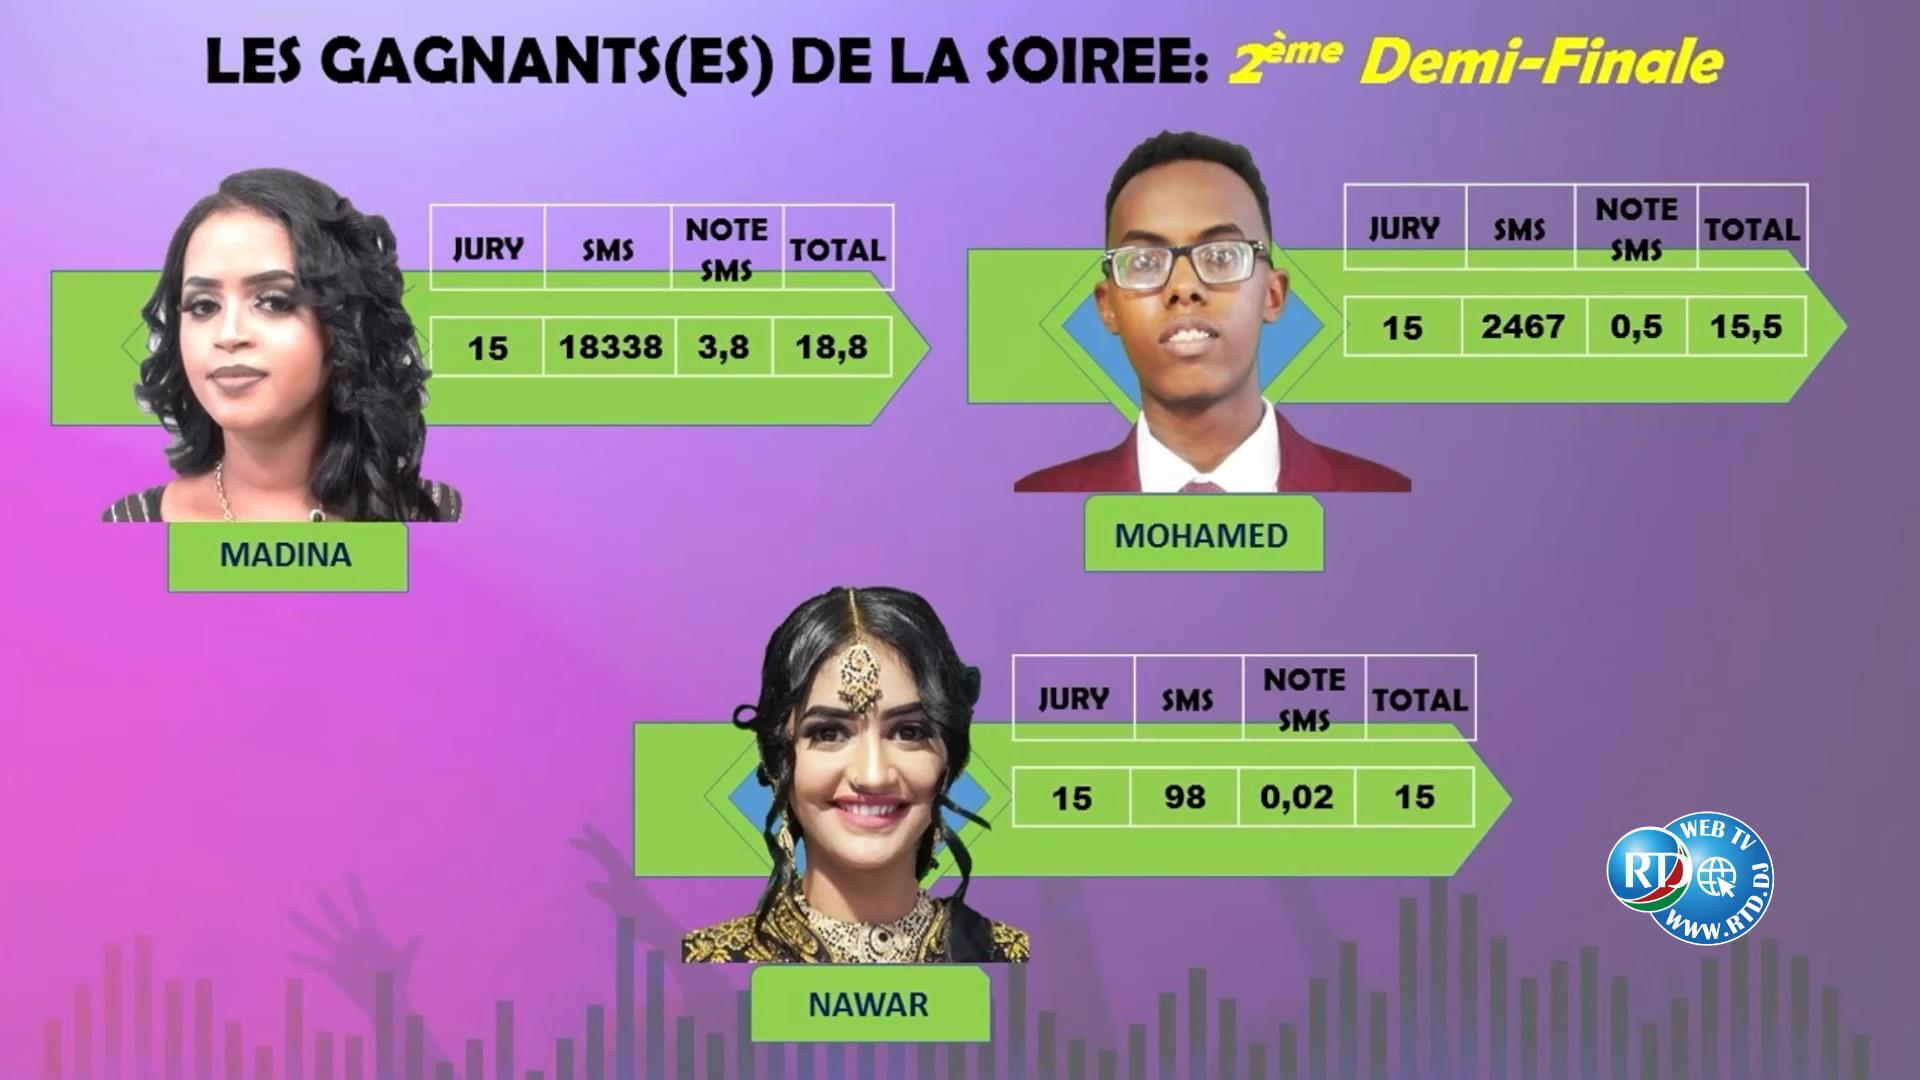 LES GAGNANTS(ES) DE LA SOIREE: 2ème Demi-Finale
JURY SMS NOTE SMS TOTAL
15 18338 3,8 18,8
MADINA
JURY SMS NOTE SMS TOTAL
15 2467 0,5 15,5
MOHAMED
JURY SMS NOTE SMS TOTAL
15 98 0,02 15
NAWAR
RTD
WEB TV
WWW.RTD.DJ